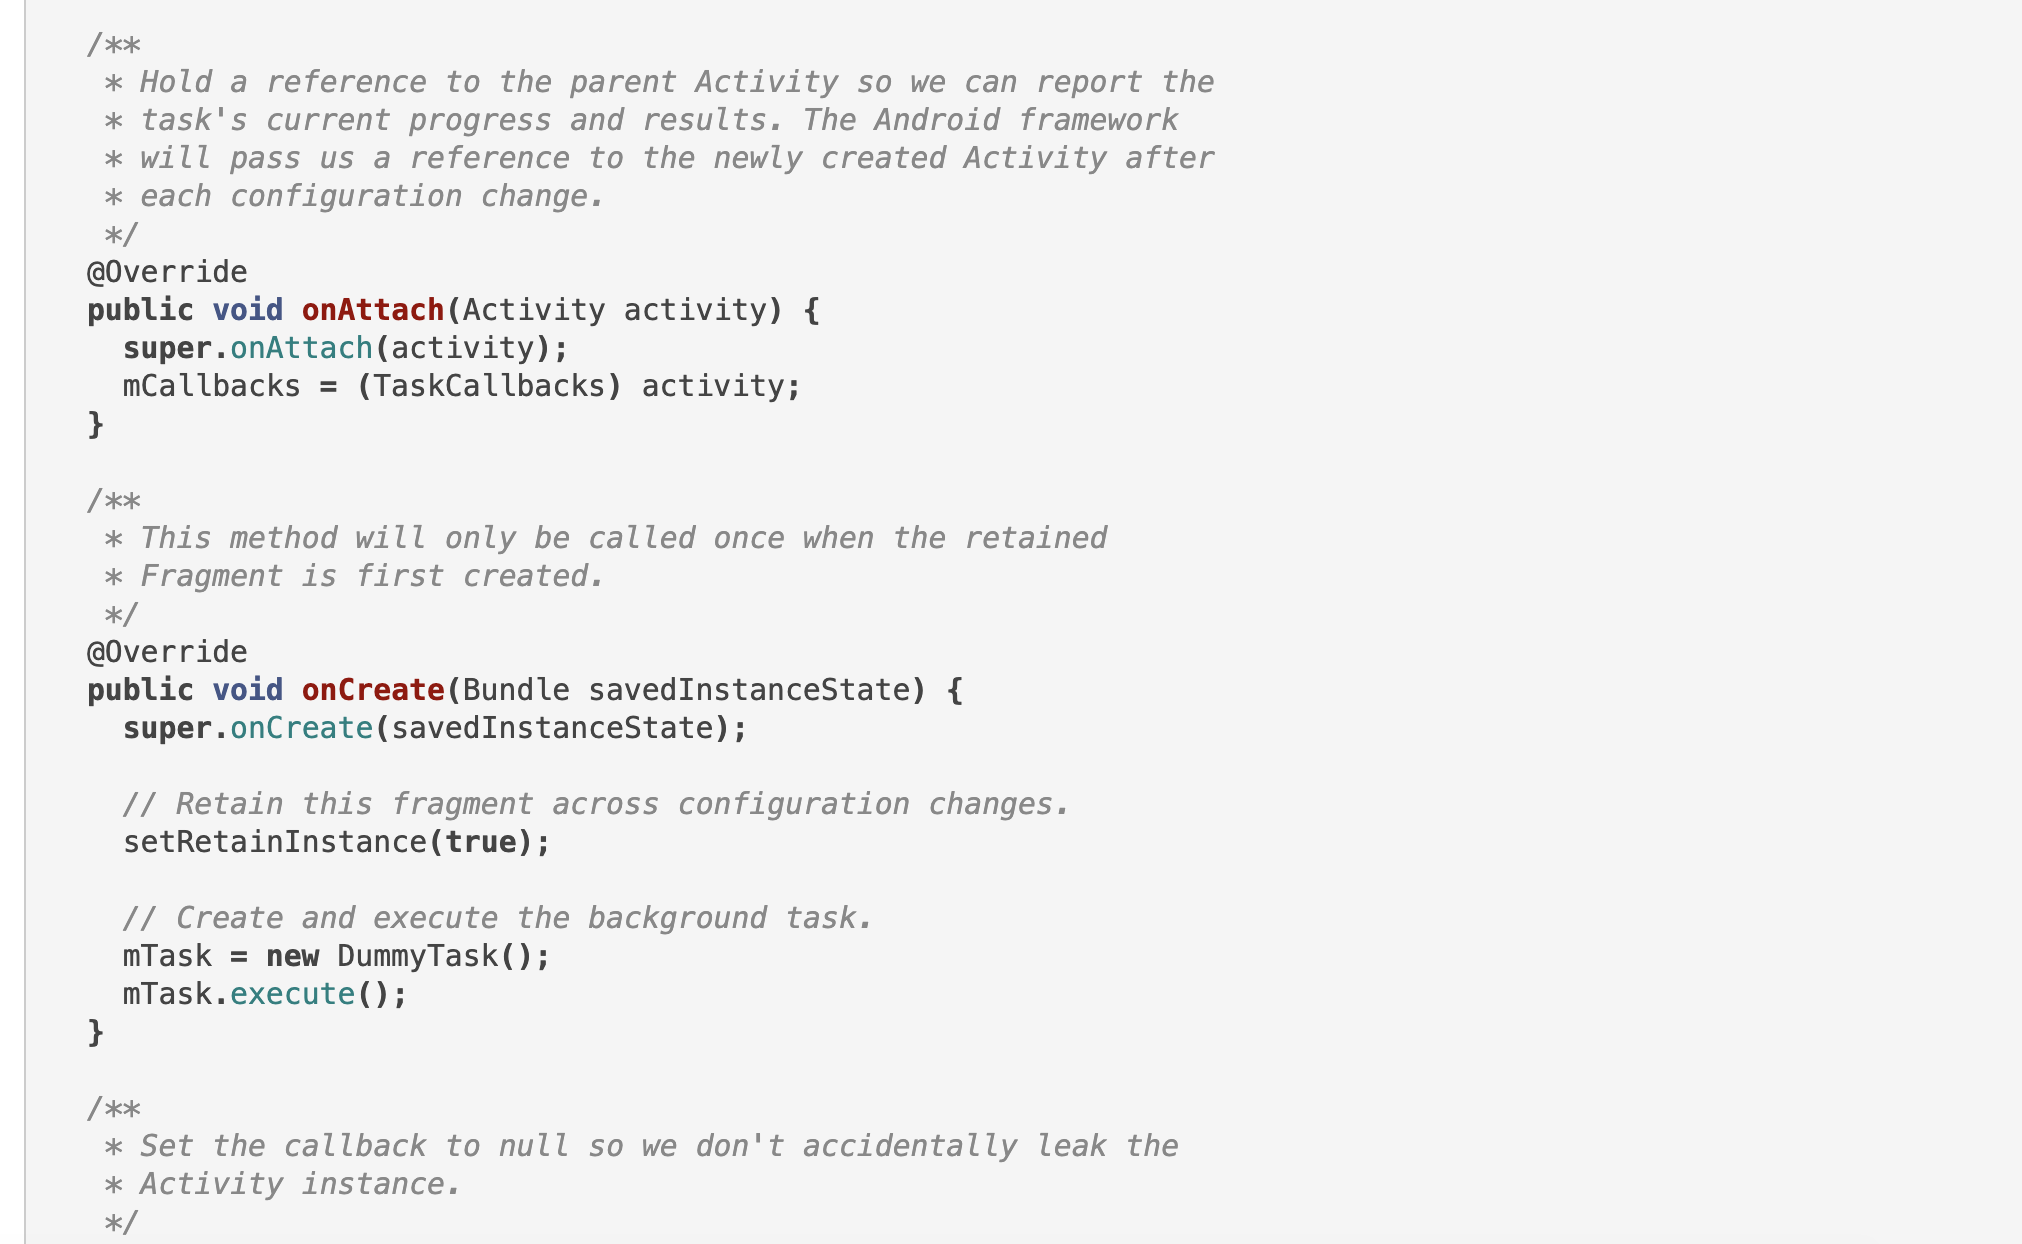 /**
 * Hold a reference to the parent Activity so we can report the
 * task's current progress and results. The Android framework
 * will pass us a reference to the newly created Activity after
 * each configuration change.
 */
@Override
public void onAttach(Activity activity) {
  super.onAttach(activity);
  mCallbacks = (TaskCallbacks) activity;
}

/**
 * This method will only be called once when the retained
 * Fragment is first created.
 */
@Override
public void onCreate(Bundle savedInstanceState) {
  super.onCreate(savedInstanceState);

  // Retain this fragment across configuration changes.
  setRetainInstance(true);

  // Create and execute the background task.
  mTask = new DummyTask();
  mTask.execute();
}

/**
 * Set the callback to null so we don't accidentally leak the
 * Activity instance.
 */